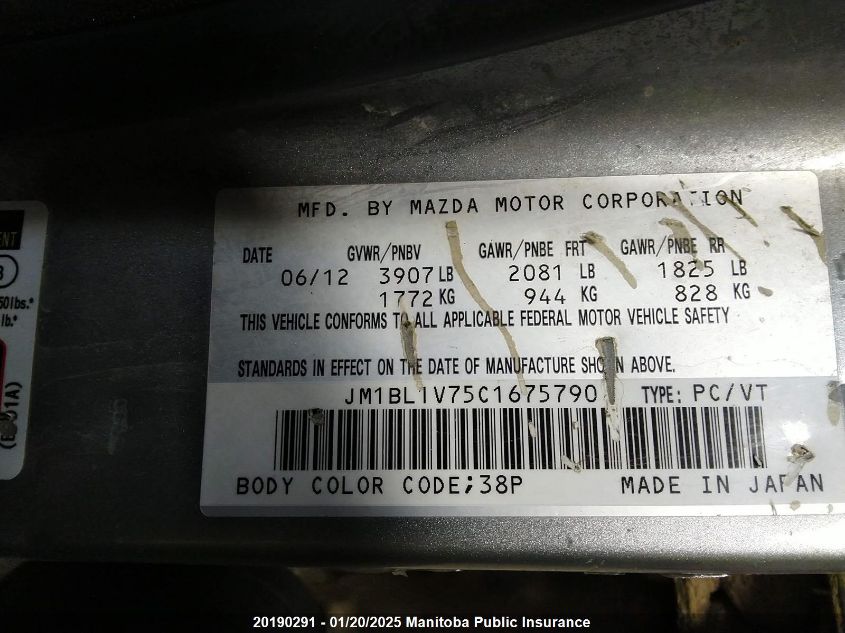 MFD. BY MAZDA MOTOR CORPORATION
DATE GVWR/PNBV GAWR/PNBE FRT GAWR/PNBE RR
06/12 3907 LB 2081 LB 1825 LB
1772 KG 944 KG 828 KG
THIS VEHICLE CONFORMS TO ALL APPLICABLE FEDERAL MOTOR VEHICLE SAFETY
STANDARDS IN EFFECT ON THE DATE OF MANUFACTURE SHOWN ABOVE.
JM1BL1V75C1675790 TYPE: PC/VT
BODY COLOR CODE;38P MADE IN JAPAN
50lbs.*
lb.*
20190291 - 01/20/2025 Manitoba Public Insurance